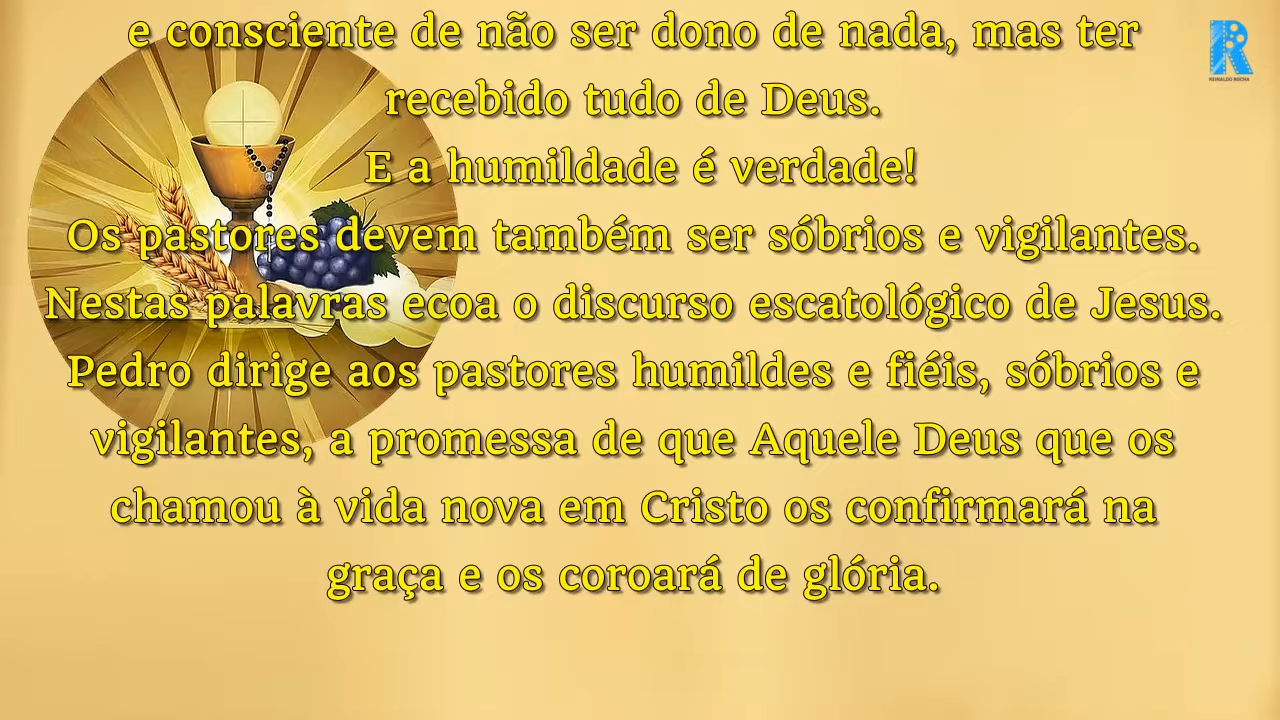 e consciente de não ser dono de nada, mas ter
recebido tudo de Deus.
E a humildade é verdade!
Os pastores devem também ser sóbrios e vigilantes.
Nestas palavras ecoa o discurso escatológico de Jesus.
Pedro dirige aos pastores humildes e fiéis, sóbrios e
vigilantes, a promessa de que Aquele Deus que os
chamou à vida nova em Cristo os confirmará na
graça e os coroará de glória.
R
REINALDO ROCHA